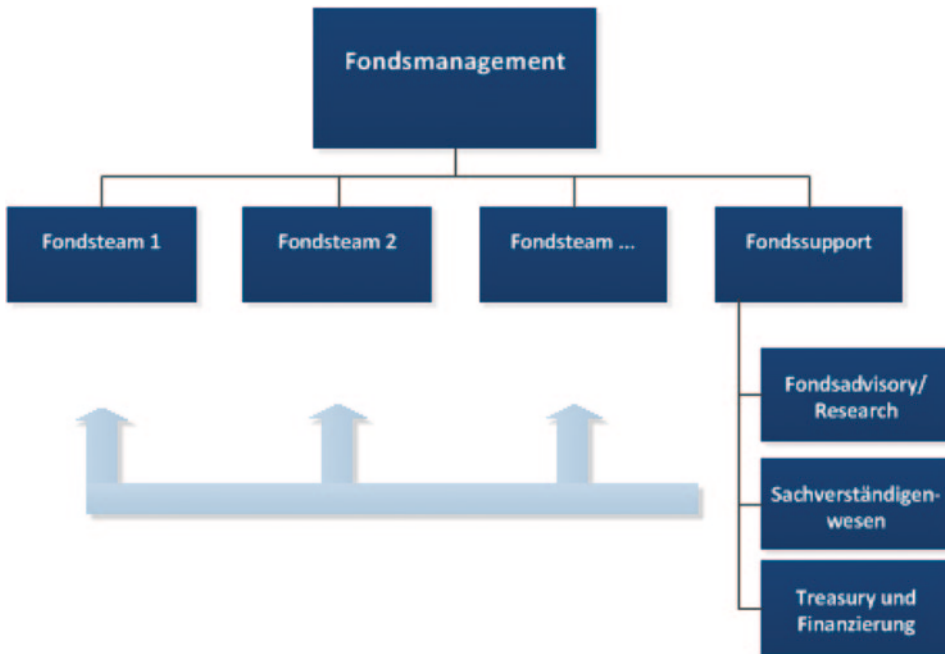 Fondsmanagement
Fondsteam 1
Fondsteam 2
Fondsteam ...
Fondssupport
Fondsadvisory/
Research
Sachverständigen-
wesen
Treasury und
Finanzierung